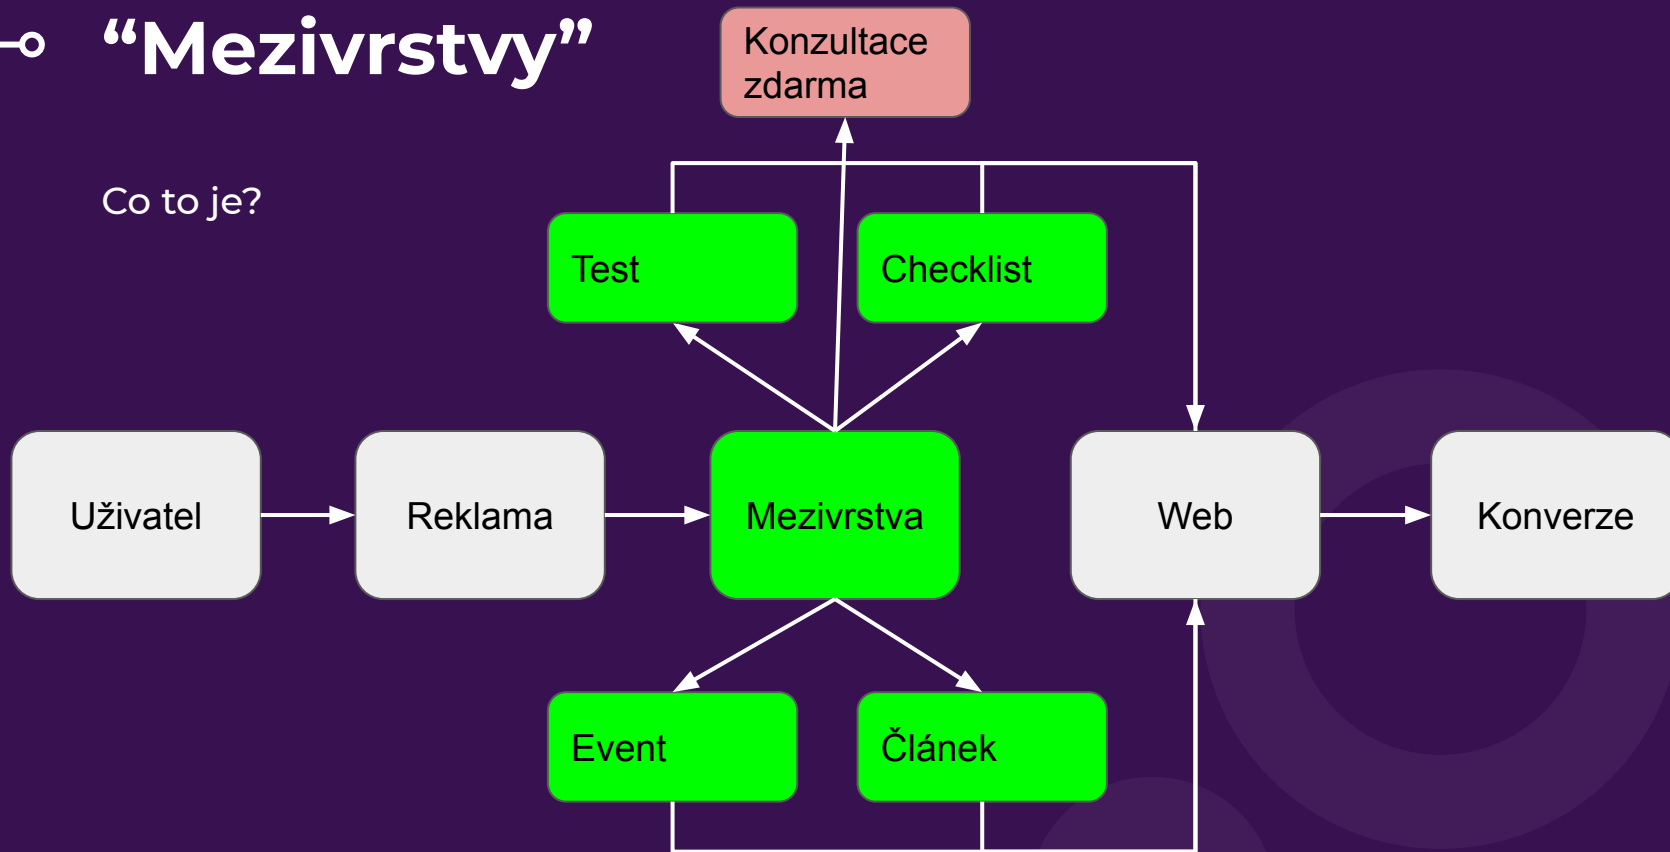 “Mezivrstvy”
Konzultace
zdarma
Co to je?
Test
Checklist
Uživatel
Reklama
Mezivrstva
Web
Konverze
Event
Článek